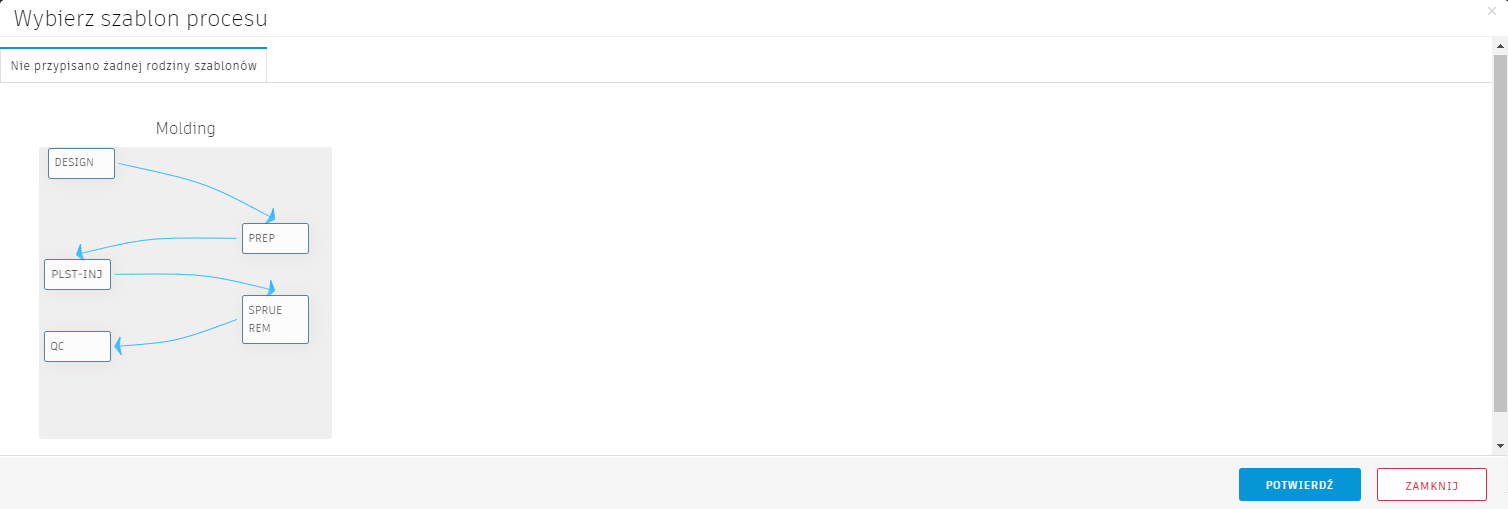 Wybierz szablon procesu
×
Nie przypisano żadnej rodziny szablonów
Molding
DESIGN
PREP
PLST-INJ
SPRUE
REM
QC
POTWIERDŹ
ZAMKNIJ